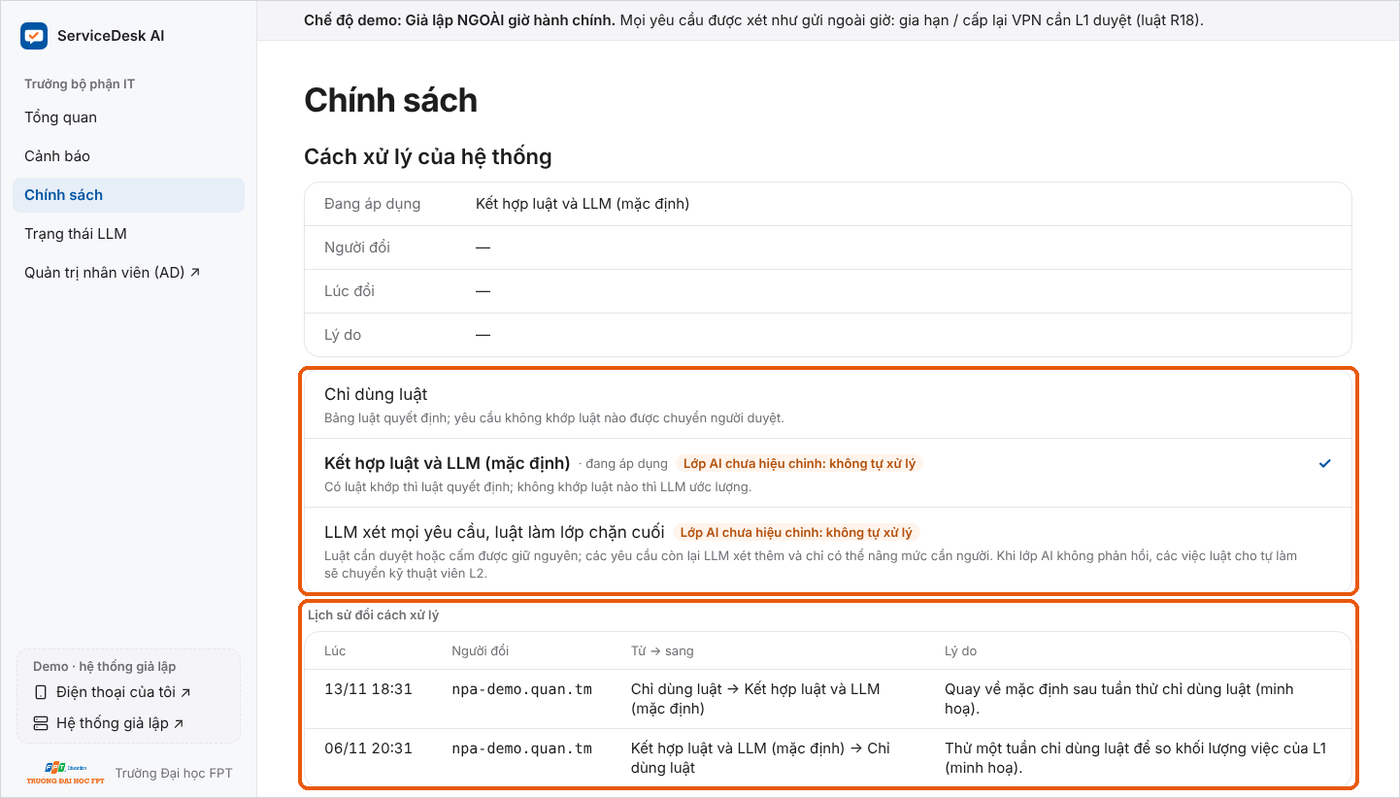 ServiceDesk AI
Trưởng bộ phận IT
Tổng quan
Cảnh báo
Chính sách
Trạng thái LLM
Quản trị nhân viên (AD) ↗
Demo · hệ thống giả lập
Điện thoại của tôi ↗
Hệ thống giả lập ↗
FPT Education
TRƯỜNG ĐẠI HỌC FPT
Trường Đại học FPT
Chế độ demo: Giả lập NGOÀI giờ hành chính. Mọi yêu cầu được xét như gửi ngoài giờ: gia hạn / cấp lại VPN cần L1 duyệt (luật R18).
Chính sách
Cách xử lý của hệ thống
Đang áp dụng Kết hợp luật và LLM (mặc định)
Người đổi —
Lúc đổi —
Lý do —
Chỉ dùng luật
Bảng luật quyết định; yêu cầu không khớp luật nào được chuyển người duyệt.
Kết hợp luật và LLM (mặc định) · đang áp dụng Lớp AI chưa hiệu chỉnh: không tự xử lý
Có luật khớp thì luật quyết định; không khớp luật nào thì LLM ước lượng.
LLM xét mọi yêu cầu, luật làm lớp chặn cuối Lớp AI chưa hiệu chỉnh: không tự xử lý
Luật cần duyệt hoặc cấm được giữ nguyên; các yêu cầu còn lại LLM xét thêm và chỉ có thể nâng mức cần người. Khi lớp AI không phản hồi, các việc luật cho tự làm
sẽ chuyển kỹ thuật viên L2.
Lịch sử đổi cách xử lý
Lúc Người đổi Từ → sang Lý do
13/11 18:31 npa-demo.quan.tm Chỉ dùng luật → Kết hợp luật và LLM Quay về mặc định sau tuần thử chỉ dùng luật (minh
(mặc định) hoạ).
06/11 20:31 npa-demo.quan.tm Kết hợp luật và LLM (mặc định) → Chỉ Thử một tuần chỉ dùng luật để so khối lượng việc của L1
dùng luật (minh hoạ).